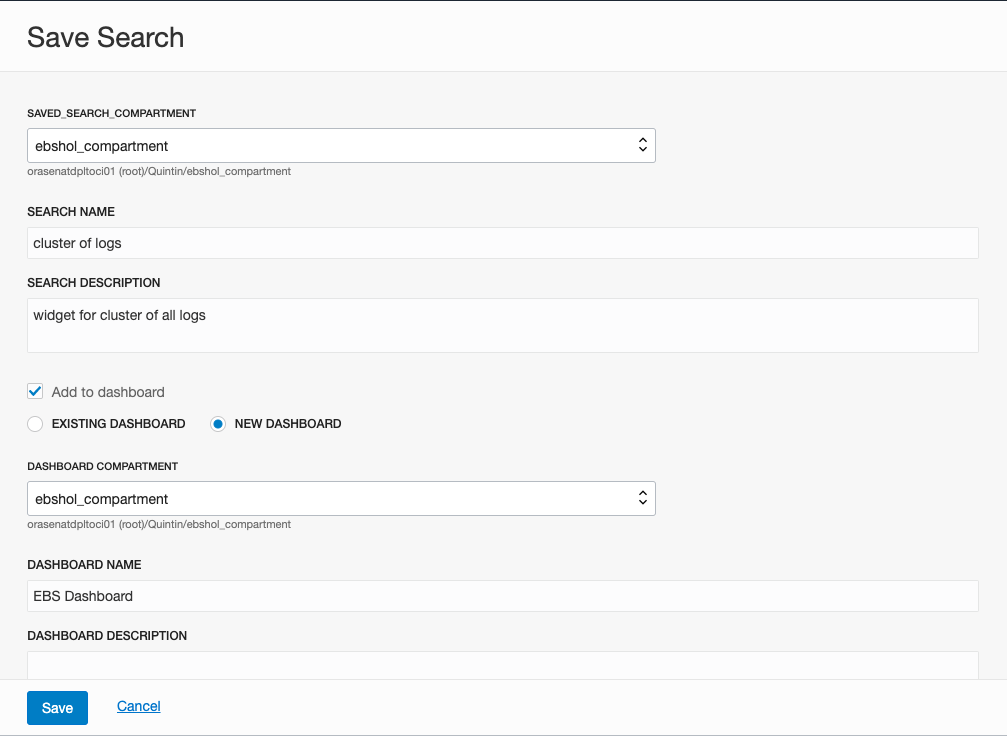 Save Search
SAVED_SEARCH_COMPARTMENT
ebshol_compartment
orasenatdpltoci01 (root)/Quintin/ebshol_compartment
SEARCH NAME
cluster of logs
SEARCH DESCRIPTION
widget for cluster of all logs
Add to dashboard
EXISTING DASHBOARD NEW DASHBOARD
DASHBOARD COMPARTMENT
ebshol_compartment
orasenatdpltoci01 (root)/Quintin/ebshol_compartment
DASHBOARD NAME
EBS Dashboard
DASHBOARD DESCRIPTION
Save Cancel